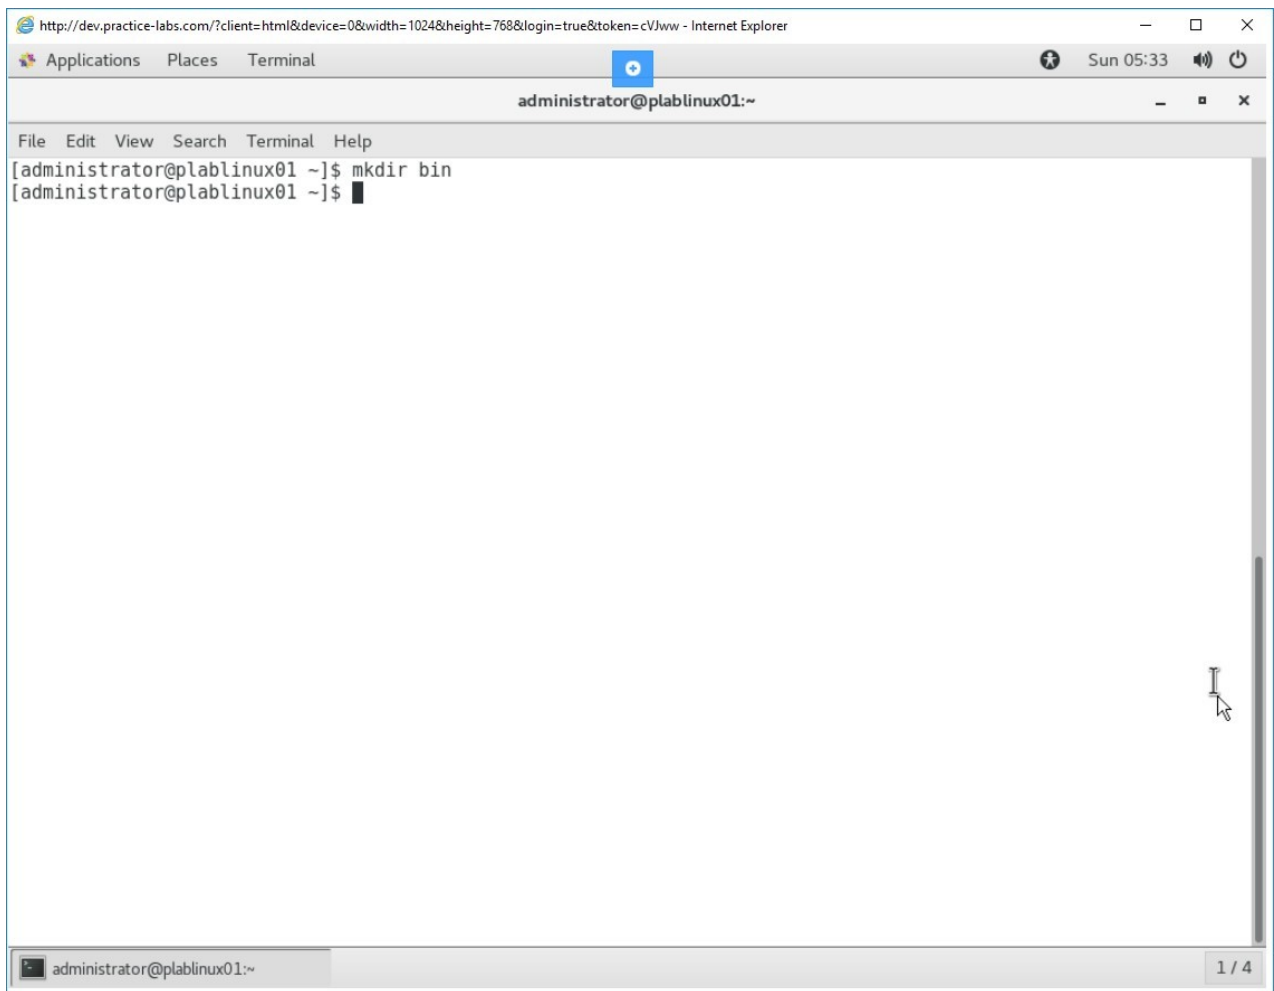 http://dev.practice-labs.com/?client=html&device=0&width=1024&height=768&login=true&token=cVJww - Internet Explorer
Applications Places Terminal Sun 05:33
administrator@plablinux01:~
File Edit View Search Terminal Help
[administrator@plablinux01 ~]$ mkdir bin
[administrator@plablinux01 ~]$
administrator@plablinux01:~ 1 / 4